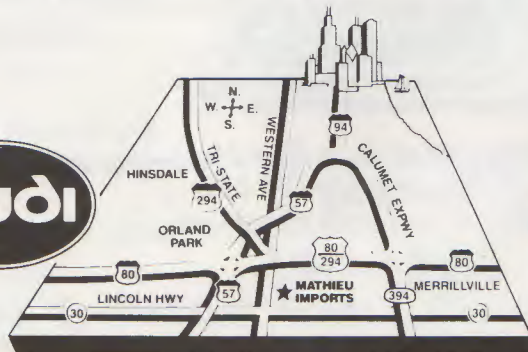 N.
W. E.
S.
94
WESTERN AVE
TRI-STATE
CALUMET EXPWY
HINSDALE
294
57
ORLAND
PARK
80
294
80
80
57
★ MATHIEU
IMPORTS
394
MERRILLVILLE
LINCOLN HWY
30
30